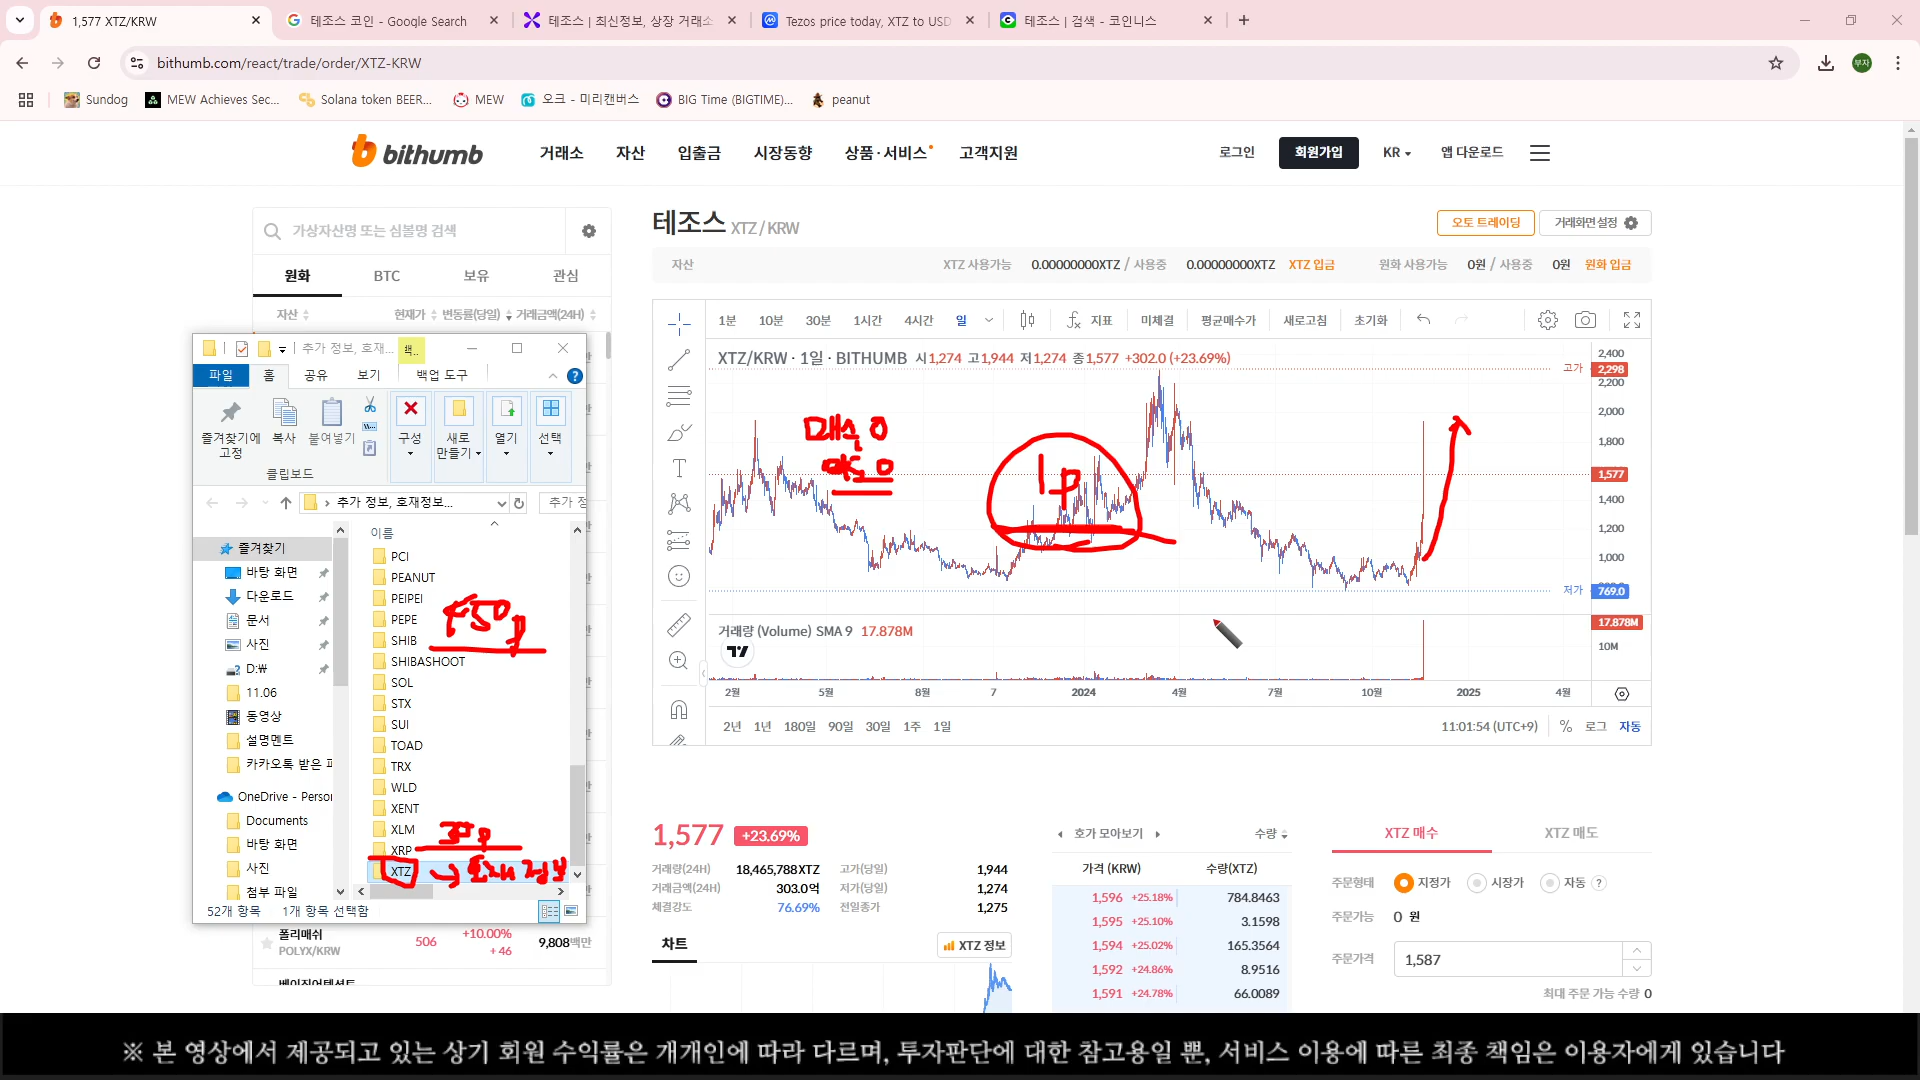 1,577 XTZ/KRW
테조스 코인 - Google Search
테조스 | 최신정보, 상장 거래소
Tezos price today, XTZ to USD
테조스 | 검색 - 코인니스
bithumb.com/react/trade/order/XTZ-KRW
부자
Sundog
MEW Achieves Sec...
Solana token BEER...
MEW
오크 - 미리캔버스
BIG Time (BIGTIME)...
peanut
bithumb
거래소 자산 입출금 시장동향 상품·서비스 고객지원
로그인 회원가입 KR 앱 다운로드
가상자산명 또는 심볼명 검색
원화 BTC 보유 관심
자산 현재가 변동률(당일) 거래금액(24H)
테조스 XTZ/KRW
오토 트레이딩 거래화면 설정
자산 XTZ 사용가능 0.00000000XTZ / 사용중 0.00000000XTZ XTZ 입금 원화 사용가능 0원 / 사용중 0원 원화 입금
1분 10분 30분 1시간 4시간 일 지표 미체결 평균매수가 새로고침 초기화
XTZ/KRW · 1일 · BITHUMB 시1,274 고1,944 저1,274 종1,577 +302.0 (+23.69%)
고가 2,298
저가 769.0
2,400
2,200
2,000
1,800
1,577
1,400
1,200
1,000
매수 0
매도 0
거래량 (Volume) SMA 9 17.878M
17.878M
10M
2월 5월 8월 7 2024 4월 7월 10월 2025 4월
2년 1년 180일 90일 30일 1주 1일
11:01:54 (UTC+9) % 로그 자동
추가 정보, 호재...
파일 홈 공유 보기 백업 도구
즐겨찾기에 고정
복사
붙여넣기
구성
새로 만들기
열기
선택
클립보드
추가 정보, 호재정보...
추가 정
즐겨찾기
바탕 화면
다운로드
문서
사진
D:₩
11.06
동영상
설명멘트
카카오톡 받은 파
OneDrive - Person
Documents
바탕 화면
사진
첨부 파일
이름
PCI
PEANUT
PEIPEI
PEPE
SHIB
SHIBASHOOT
SOL
STX
SUI
TOAD
TRX
WLD
XENT
XLM
XRP
XTZ
호재 정보
52개 항목 1개 항목 선택함
폴리매쉬
POLYX/KRW
506
+10.00%
+ 46
9,808백만
1,577 +23.69%
거래량(24H) 18,465,788XTZ 고가(당일) 1,944
거래금액(24H) 303.0억 저가(당일) 1,274
체결강도 76.69% 전일종가 1,275
차트
XTZ 정보
호가 모아보기 수량
가격 (KRW) 수량(XTZ)
1,596 +25.18% 784.8463
1,595 +25.10% 3.1598
1,594 +25.02% 165.3564
1,592 +24.86% 8.9516
1,591 +24.78% 66.0089
XTZ 매수 XTZ 매도
주문형태 지정가 시장가 자동
주문가능 0 원
주문가격 1,587
최대 주문 가능 수량 0
※ 본 영상에서 제공되고 있는 상기 회원 수익률은 개개인에 따라 다르며, 투자판단에 대한 참고용일 뿐, 서비스 이용에 따른 최종 책임은 이용자에게 있습니다